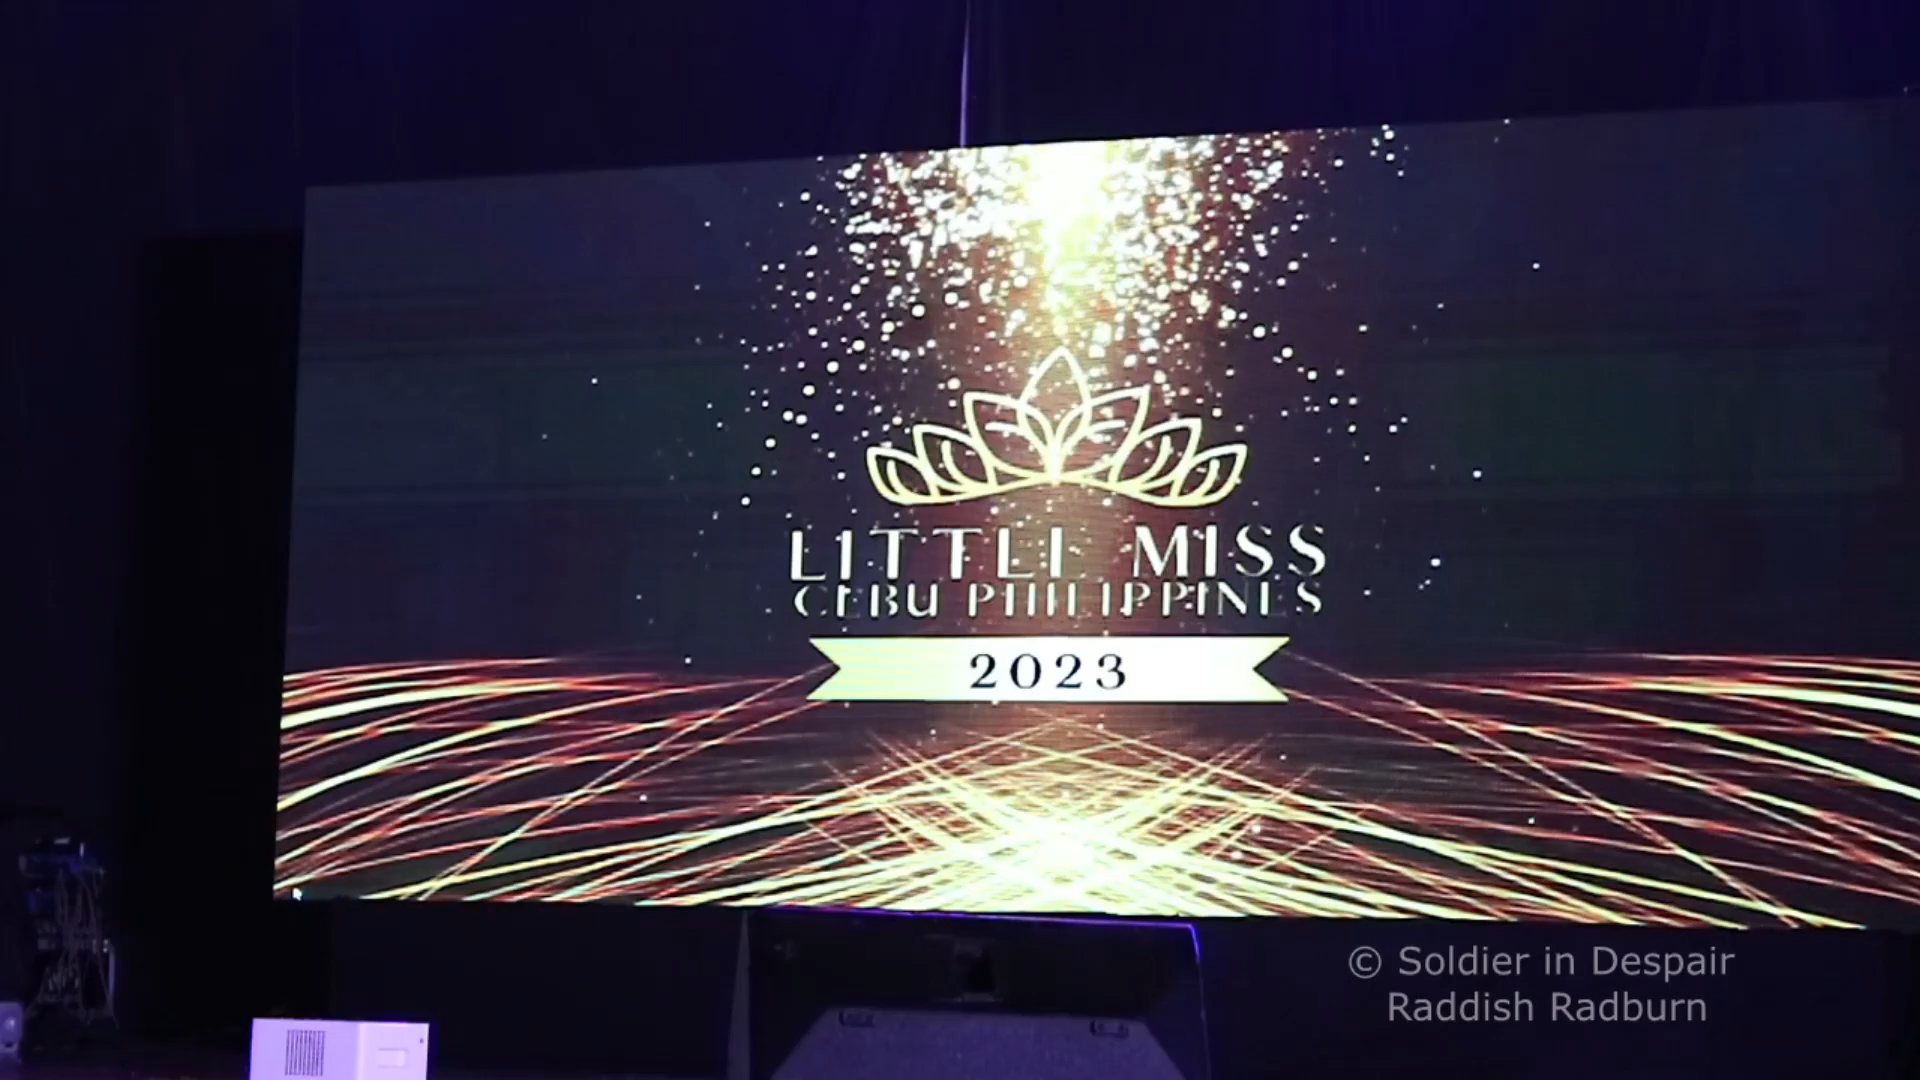 LITTLE MISS
CEBU PHILIPPINES
2023
© Soldier in Despair
Raddish Radburn